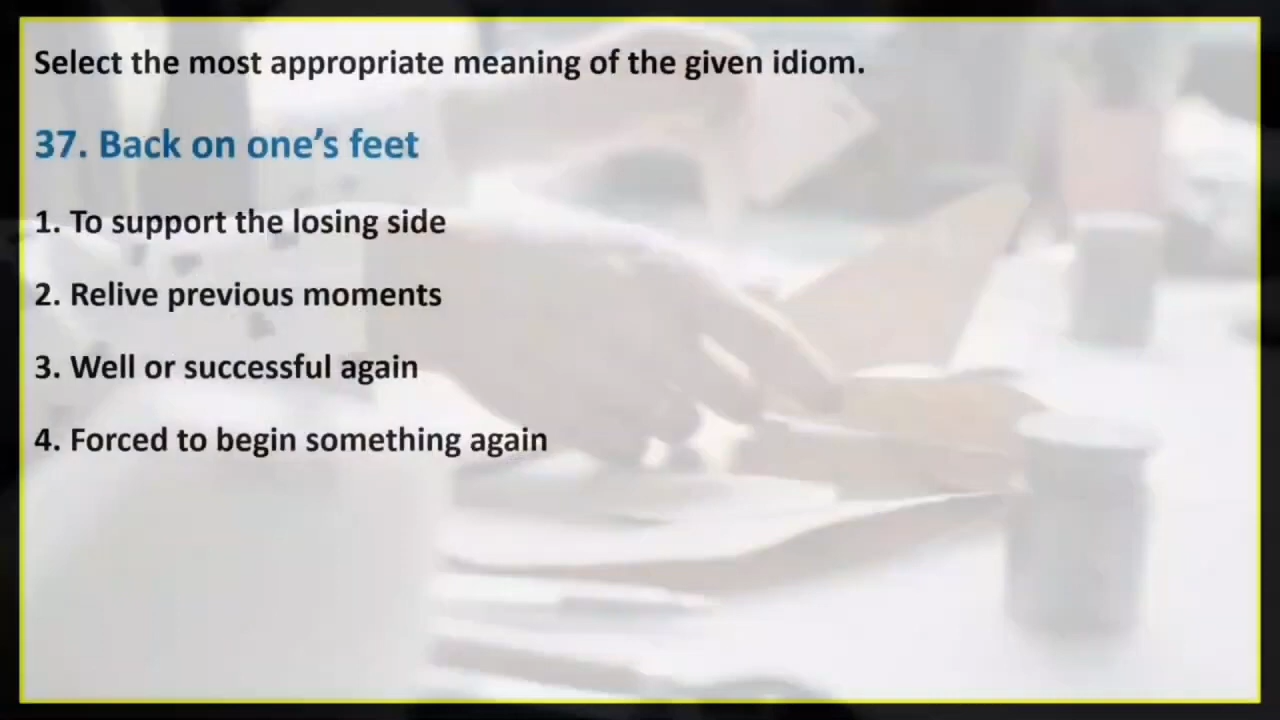 Select the most appropriate meaning of the given idiom.
37. Back on one’s feet
1. To support the losing side
2. Relive previous moments
3. Well or successful again
4. Forced to begin something again